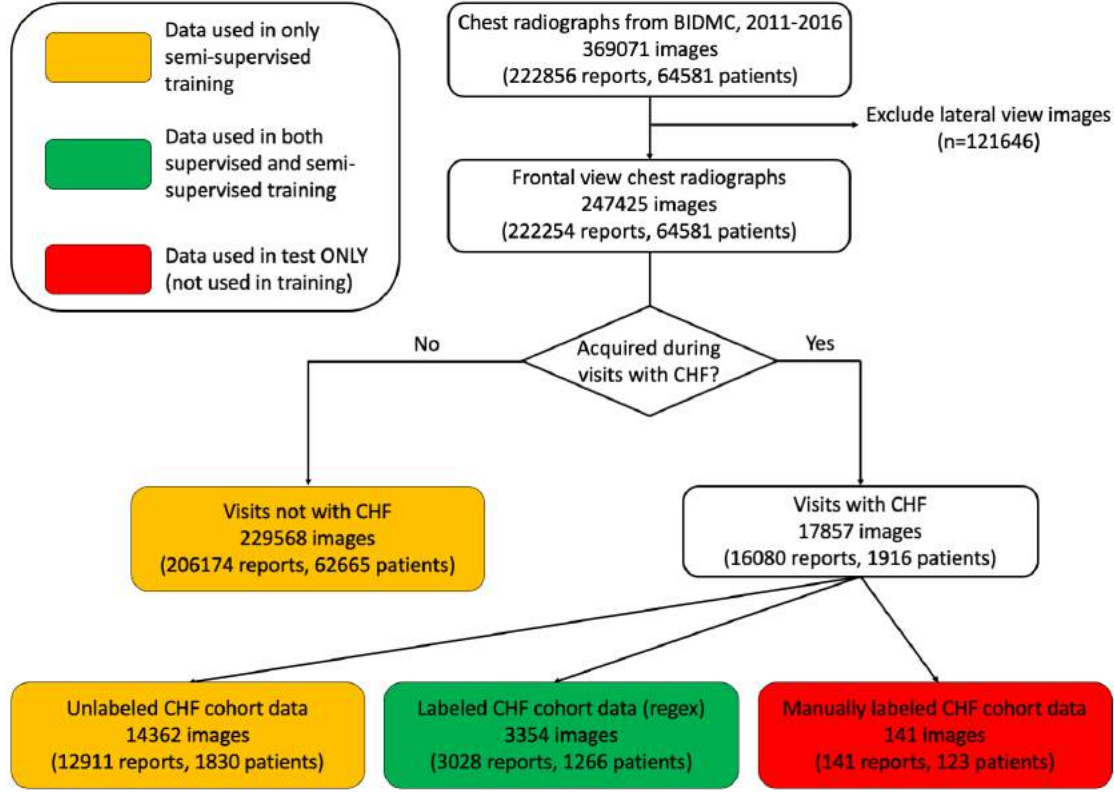 Data used in only
semi-supervised
training
Data used in both
supervised and semi-
supervised training
Data used in test ONLY
(not used in training)
Chest radiographs from BIDMC, 2011-2016
369071 images
(222856 reports, 64581 patients)
Exclude lateral view images
(n=121646)
Frontal view chest radiographs
247425 images
(222254 reports, 64581 patients)
No
Acquired during
visits with CHF?
Yes
Visits not with CHF
229568 images
(206174 reports, 62665 patients)
Visits with CHF
17857 images
(16080 reports, 1916 patients)
Unlabeled CHF cohort data
14362 images
(12911 reports, 1830 patients)
Labeled CHF cohort data (regex)
3354 images
(3028 reports, 1266 patients)
Manually labeled CHF cohort data
141 images
(141 reports, 123 patients)